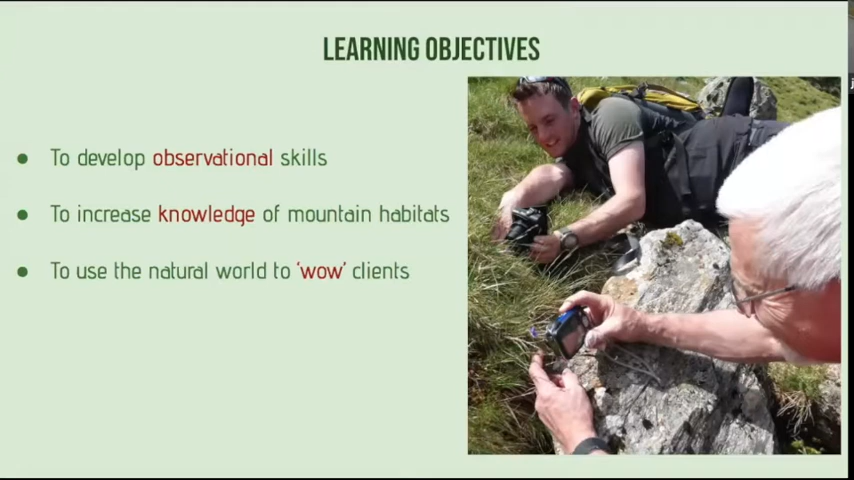 LEARNING OBJECTIVES
● To develop observational skills
● To increase knowledge of mountain habitats
● To use the natural world to 'wow' clients